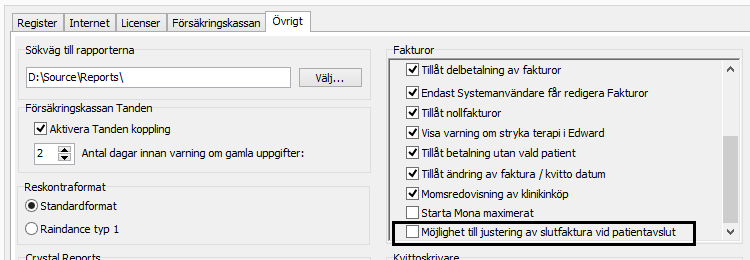 Register Internet Licenser Försäkringskassan Övrigt
Sökväg till rapporterna
D:\Source\Reports\ Välj...
Försäkringskassan Tanden
Aktivera Tanden koppling
2 Antal dagar innan varning om gamla uppgifter:
Reskontraformat
Standardformat
Raindance typ 1
Crystal Reports
Fakturor
Tillåt delbetalning av fakturor
Endast Systemanvändare får redigera Fakturor
Tillåt nollfakturor
Visa varning om stryka terapi i Edward
Tillåt betalning utan vald patient
Tillåt ändring av faktura / kvitto datum
Momsredovisning av klinikinköp
Starta Mona maximerat
Möjlighet till justering av slutfaktura vid patientavslut
Kvittoskrivare